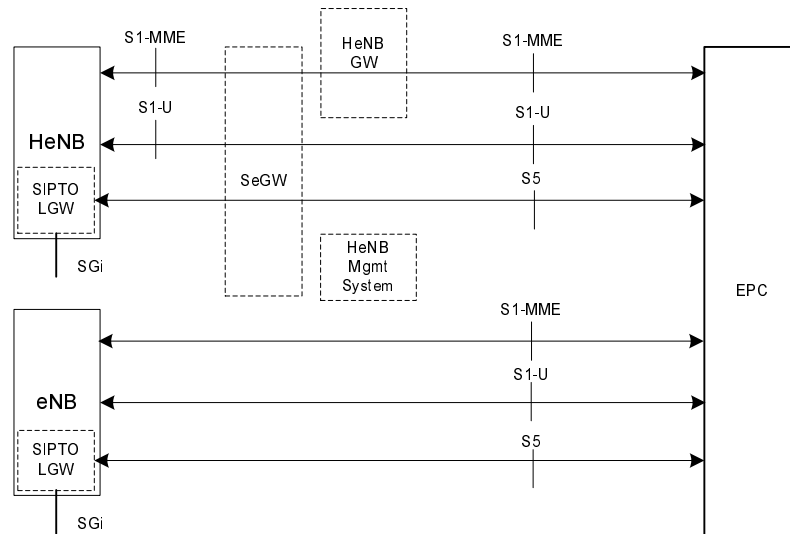 S1-MME
HeNB
GW
S1-MME
S1-U
S1-U
HeNB
SIPTO
LGW
SeGW
S5
SGi
HeNB
Mgmt
System
EPC
S1-MME
S1-U
eNB
SIPTO
LGW
S5
SGi